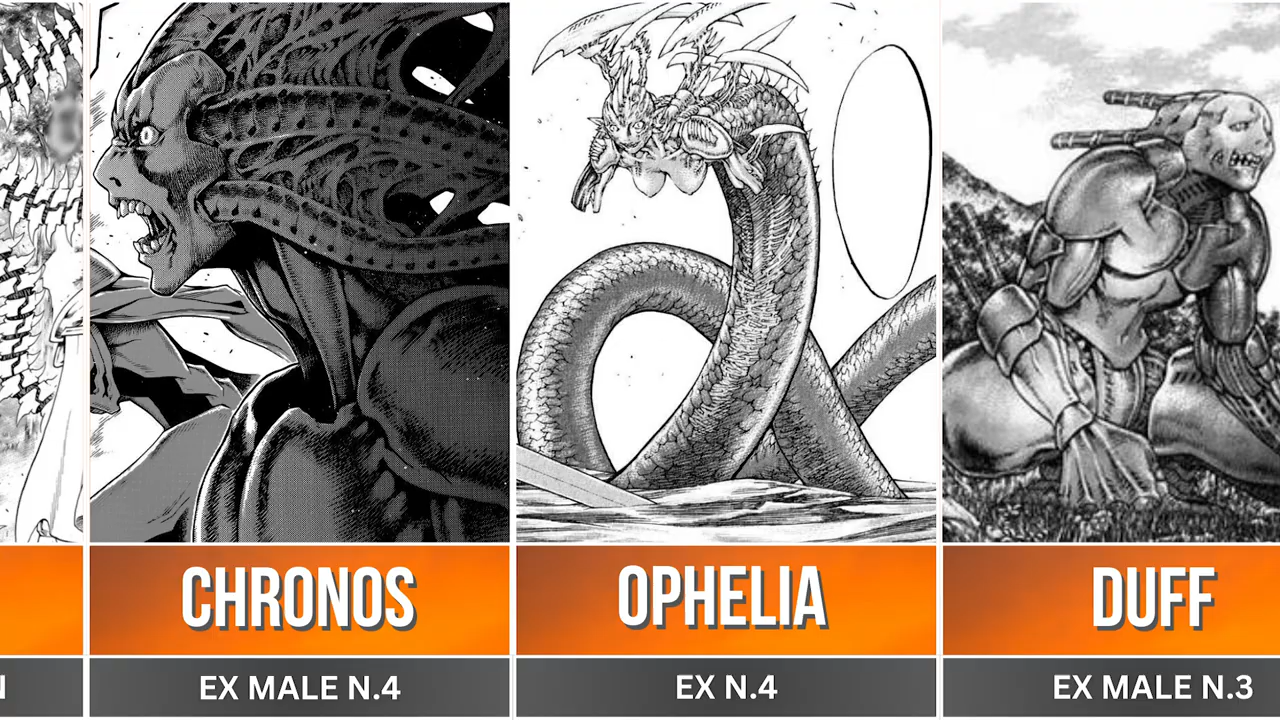 CHRONOS
OPHELIA
DUFF
EX MALE N.4
EX N.4
EX MALE N.3